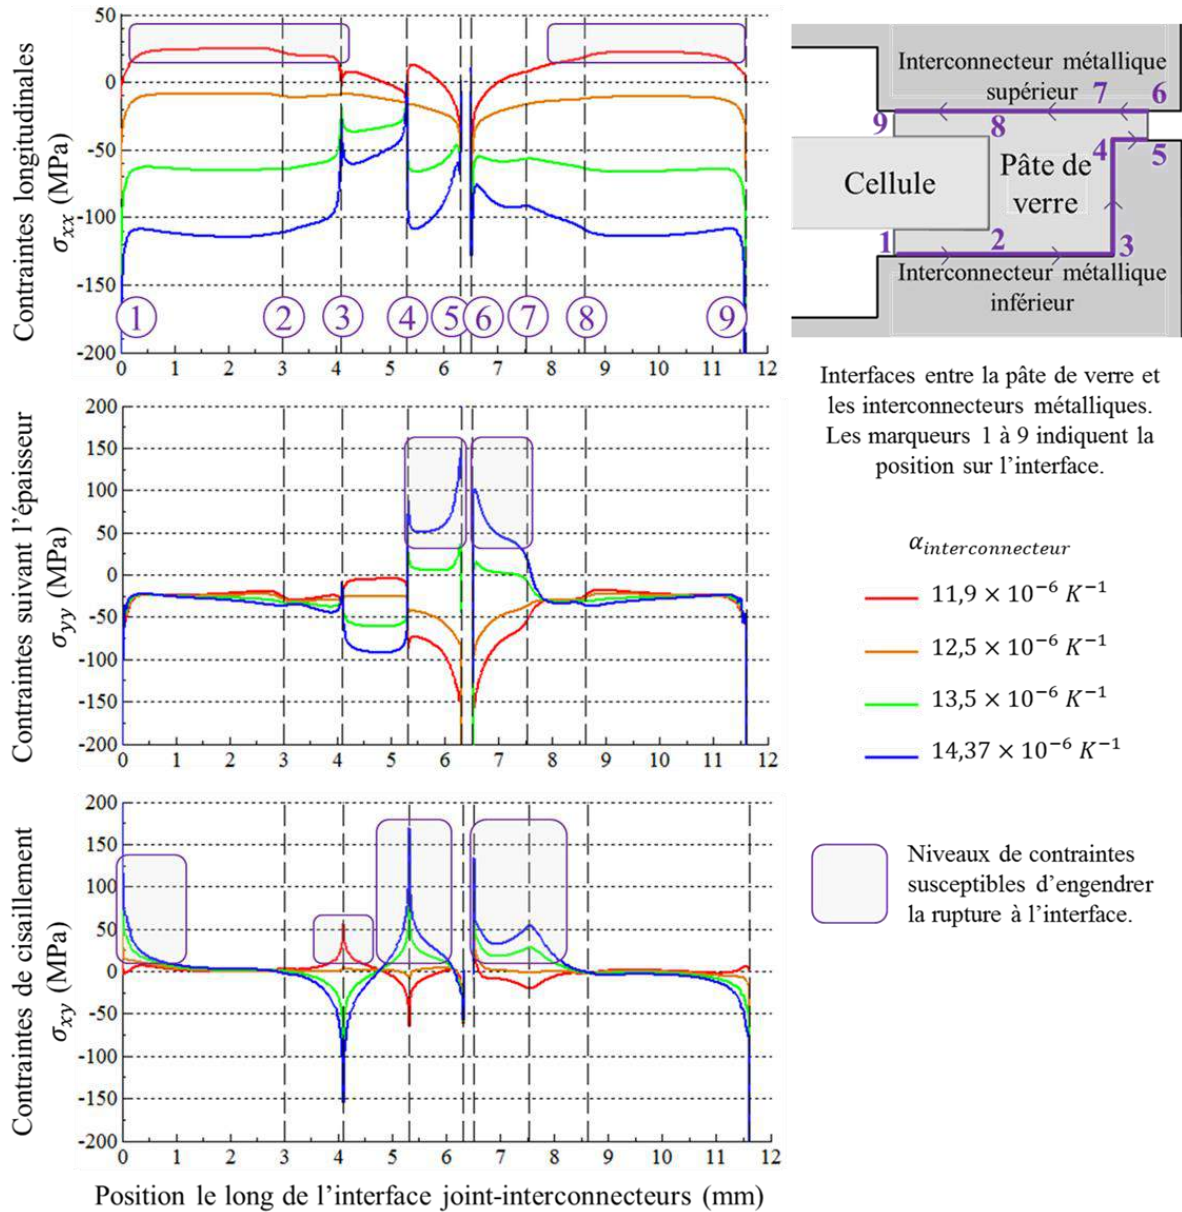 Contraintes longitudinales
σxx (MPa)
50
0
-50
-100
-150
-200
1 2 3 4 5 6 7 8 9
0 1 2 3 4 5 6 7 8 9 10 11 12
Interconnecteur métallique
supérieur
7 6
9 8
4 5
Cellule
Pâte de
verre
1 2 3
Interconnecteur métallique
inférieur
Interfaces entre la pâte de verre et
les interconnecteurs métalliques.
Les marqueurs 1 à 9 indiquent la
position sur l’interface.
Contraintes suivant l’épaisseur
σyy (MPa)
200
150
100
50
0
-50
-100
-150
-200
0 1 2 3 4 5 6 7 8 9 10 11 12
αinterconnecteur
11,9 × 10⁻⁶ K⁻¹
12,5 × 10⁻⁶ K⁻¹
13,5 × 10⁻⁶ K⁻¹
14,37 × 10⁻⁶ K⁻¹
Contraintes de cisaillement
σxy (MPa)
200
150
100
50
0
-50
-100
-150
-200
0 1 2 3 4 5 6 7 8 9 10 11 12
Position le long de l’interface joint-interconnecteurs (mm)
Niveaux de contraintes
susceptibles d’engendrer
la rupture à l’interface.